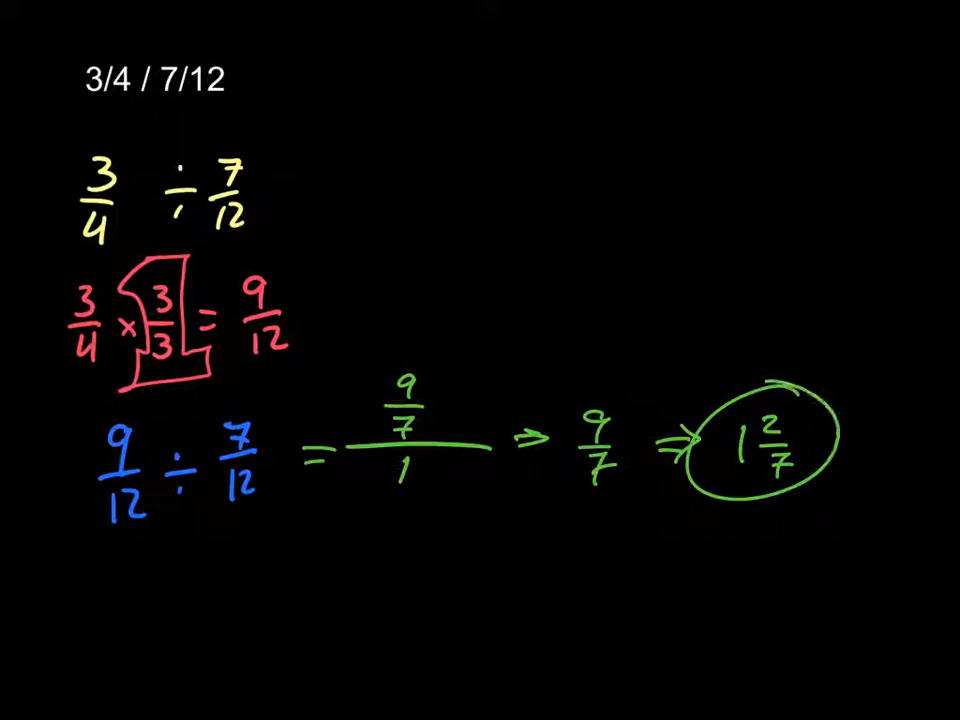 3/4 / 7/12
3/4 ÷ 7/12
3/4 × 3/3 = 9/12
9/12 ÷ 7/12 = (9/7)/1 ⇒ 9/7 ⇒ 1 2/7